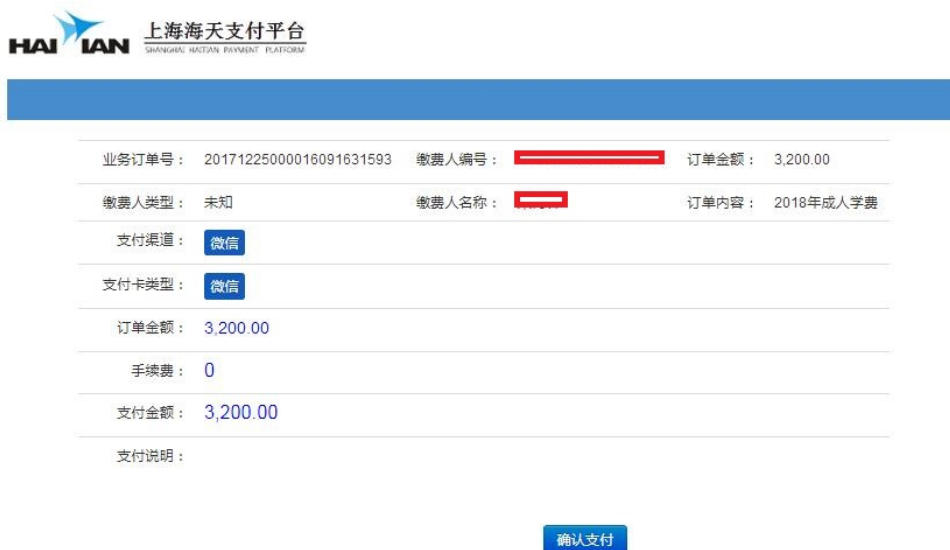 HAITIAN 上海海天支付平台
SHANGHAI HAITIAN PAYMENT PLATFORM
业务订单号： 20171225000016091631593 缴费人编号： 订单金额： 3,200.00
缴费人类型： 未知 缴费人名称： 订单内容： 2018年成人学费
支付渠道： 微信
支付卡类型： 微信
订单金额： 3,200.00
手续费： 0
支付金额： 3,200.00
支付说明：
确认支付